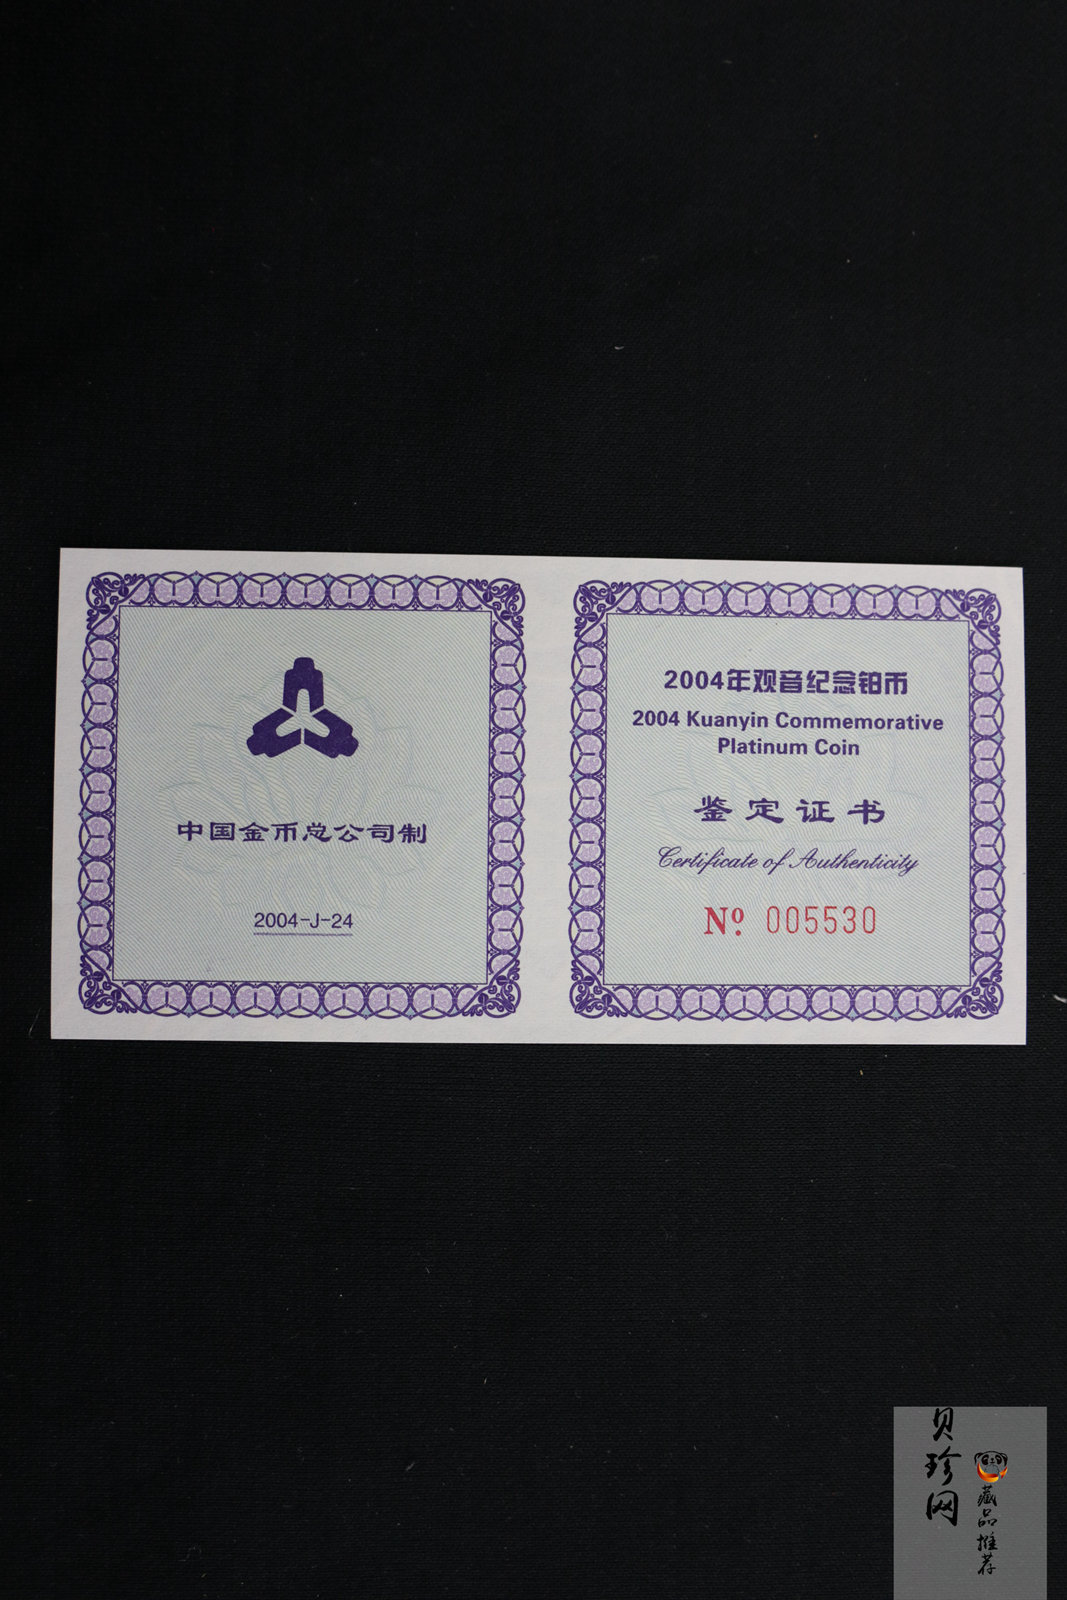 中国金币总公司制
2004-J-24
2004年观音纪念铂币
2004 Kuanyin Commemorative
Platinum Coin
鉴定证书
Certificate of Authenticity
Nº. 005530
贝珍网
藏品推荐